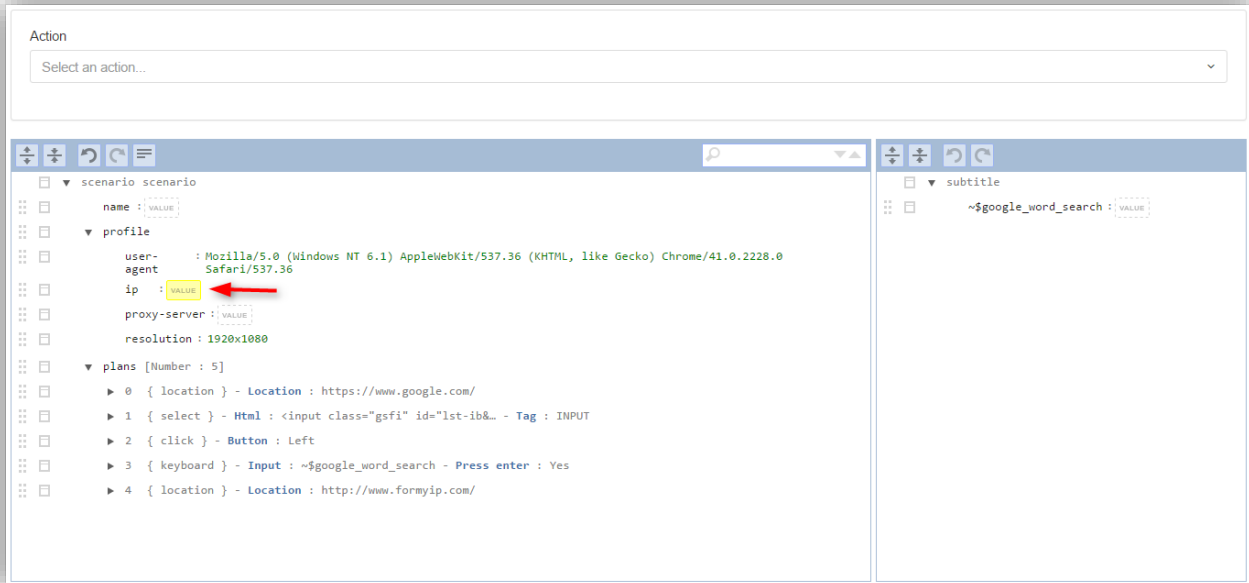 Action
Select an action...
scenario scenario
name : VALUE
profile
user-agent : Mozilla/5.0 (Windows NT 6.1) AppleWebKit/537.36 (KHTML, like Gecko) Chrome/41.0.2228.0
Safari/537.36
ip : VALUE
proxy-server : VALUE
resolution : 1920x1080
plans [Number : 5]
0 { location } - Location : https://www.google.com/
1 { select } - Html : <input class="gsfi" id="lst-ib&… - Tag : INPUT
2 { click } - Button : Left
3 { keyboard } - Input : ~$google_word_search - Press enter : Yes
4 { location } - Location : http://www.formyip.com/
subtitle
~$google_word_search : VALUE